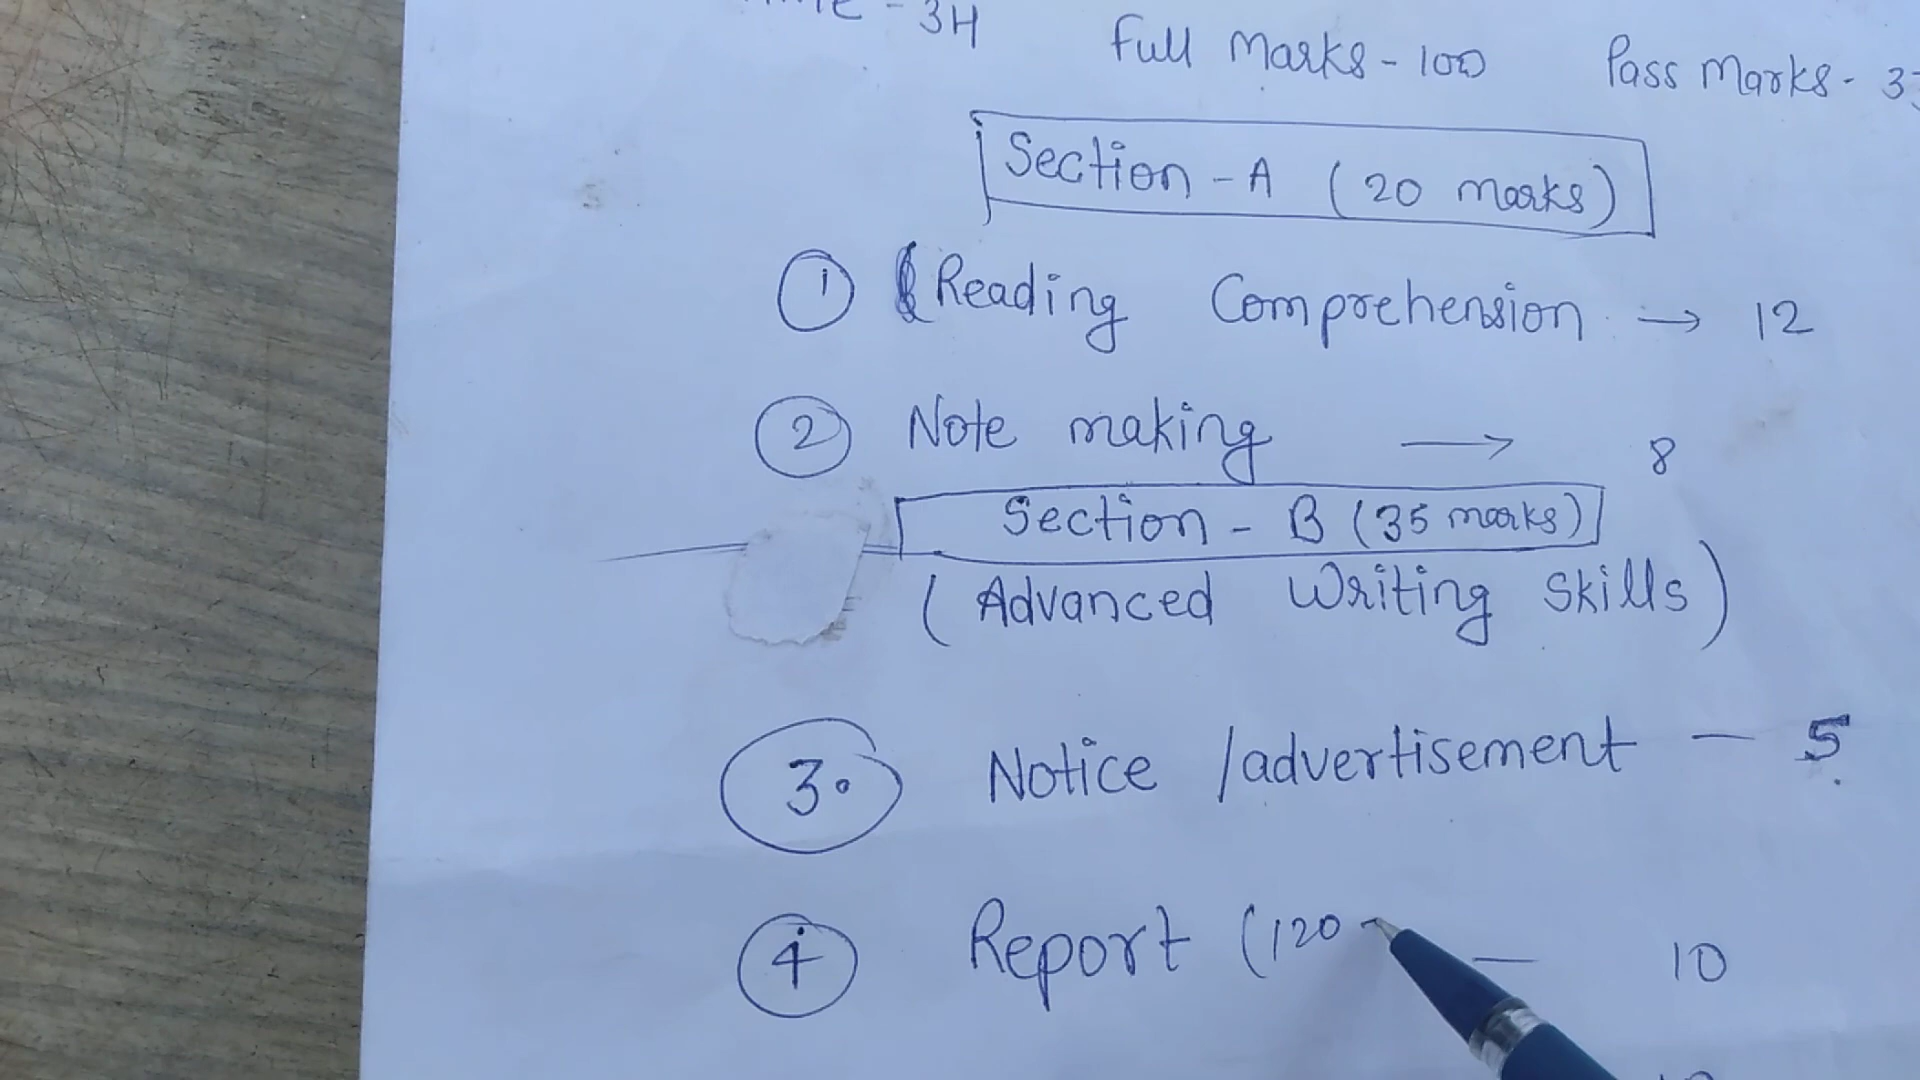 - 3H Full Marks - 100 Pass Marks -
Section - A (20 marks)
1 Reading Comprehension → 12
2 Note making → 8
Section - B (35 marks)
(Advanced Writing Skills)
3. Notice /advertisement - 5
4 Report (120 - 10